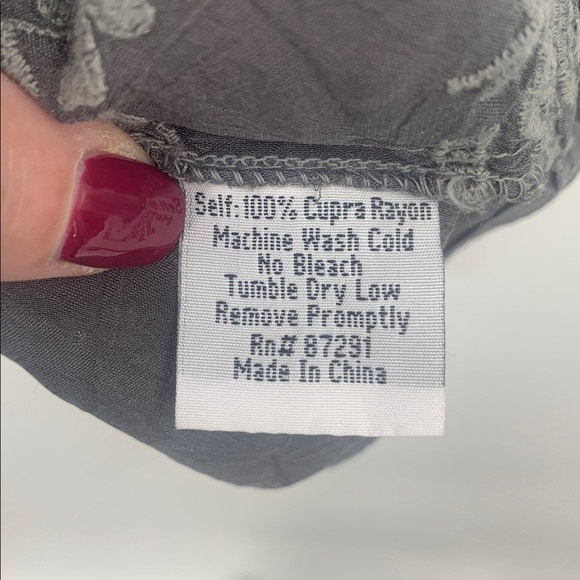 Self: 100% Cupra Rayon
Machine Wash Cold
No Bleach
Tumble Dry Low
Remove Promptly
Rn# 87291
Made In China